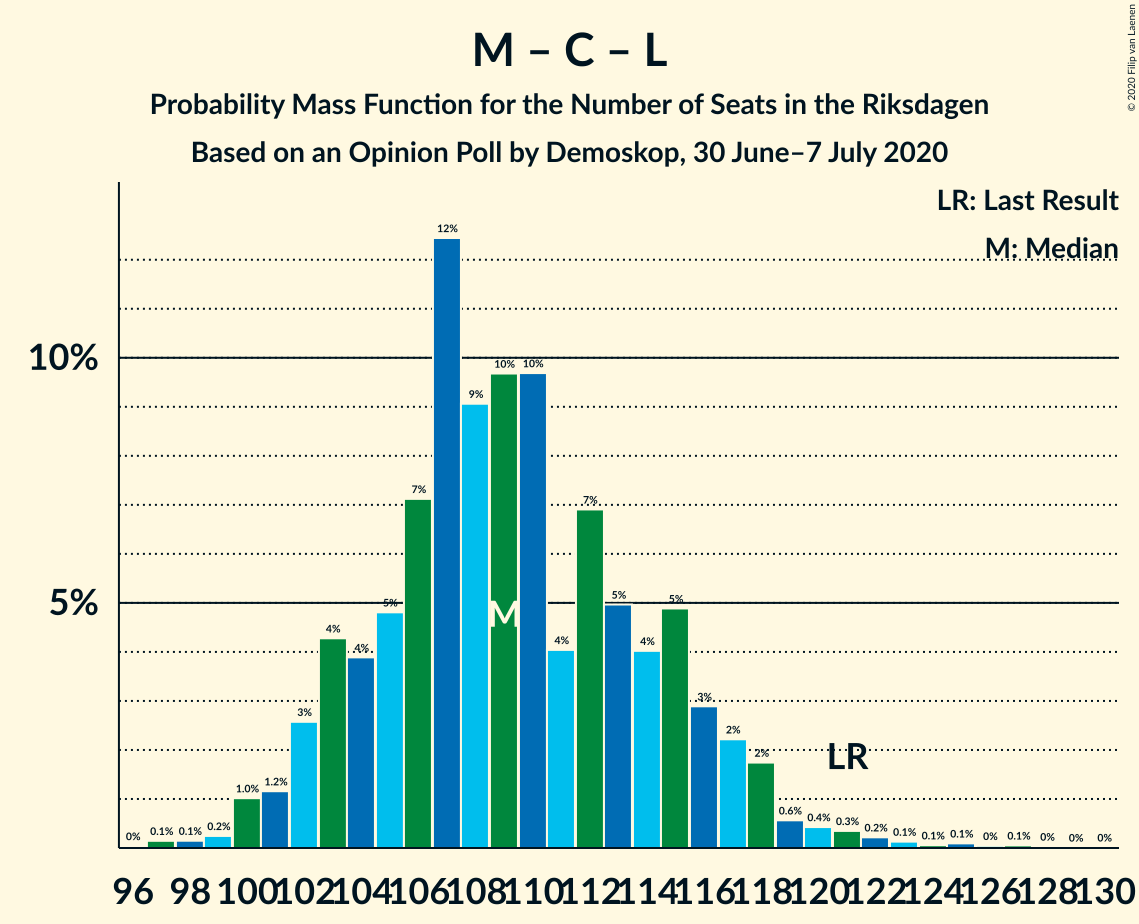 M – C – L
Probability Mass Function for the Number of Seats in the Riksdagen
Based on an Opinion Poll by Demoskop, 30 June–7 July 2020
© 2020 Filip van Laenen
LR: Last Result
M: Median
10%
5%
0% 0.1% 0.1% 0.2% 1.0% 1.2% 3% 4% 4% 5% 7% 12% 9% 10% 10% 4% 7% 5% 4% 5% 3% 2% 2% 0.6% 0.4% 0.3% 0.2% 0.1% 0.1% 0.1% 0% 0.1% 0% 0% 0%
M
LR
96 98 100 102 104 106 108 110 112 114 116 118 120 122 124 126 128 130